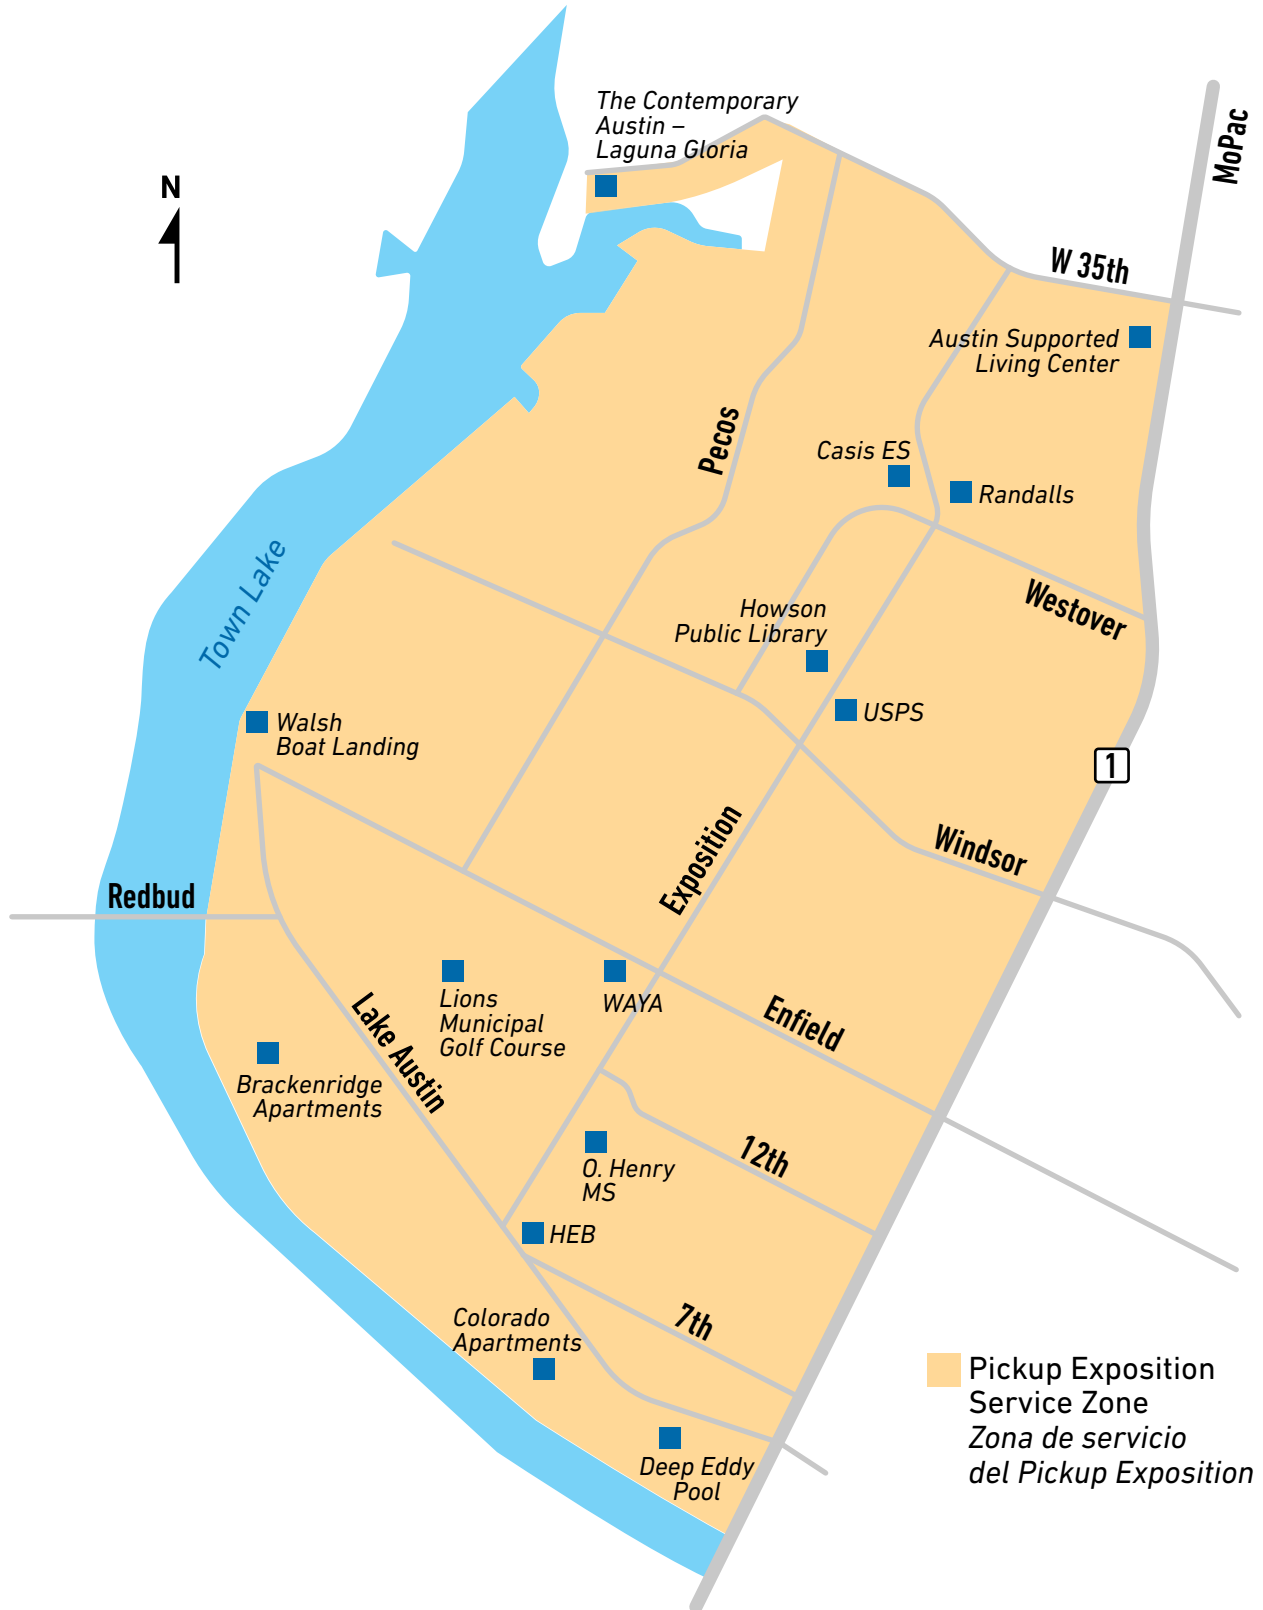 The Contemporary
Austin –
Laguna Gloria
MoPac
N
W 35th
Austin Supported
Living Center
Pecos
Casis ES
Randalls
Town Lake
Westover
Howson
Public Library
USPS
Walsh
Boat Landing
1
Exposition
Windsor
Redbud
Lions
Municipal
Golf Course
WAYA
Lake Austin
Enfield
Brackenridge
Apartments
12th
O. Henry
MS
HEB
Colorado
Apartments
7th
Deep Eddy
Pool
Pickup Exposition
Service Zone
Zona de servicio
del Pickup Exposition